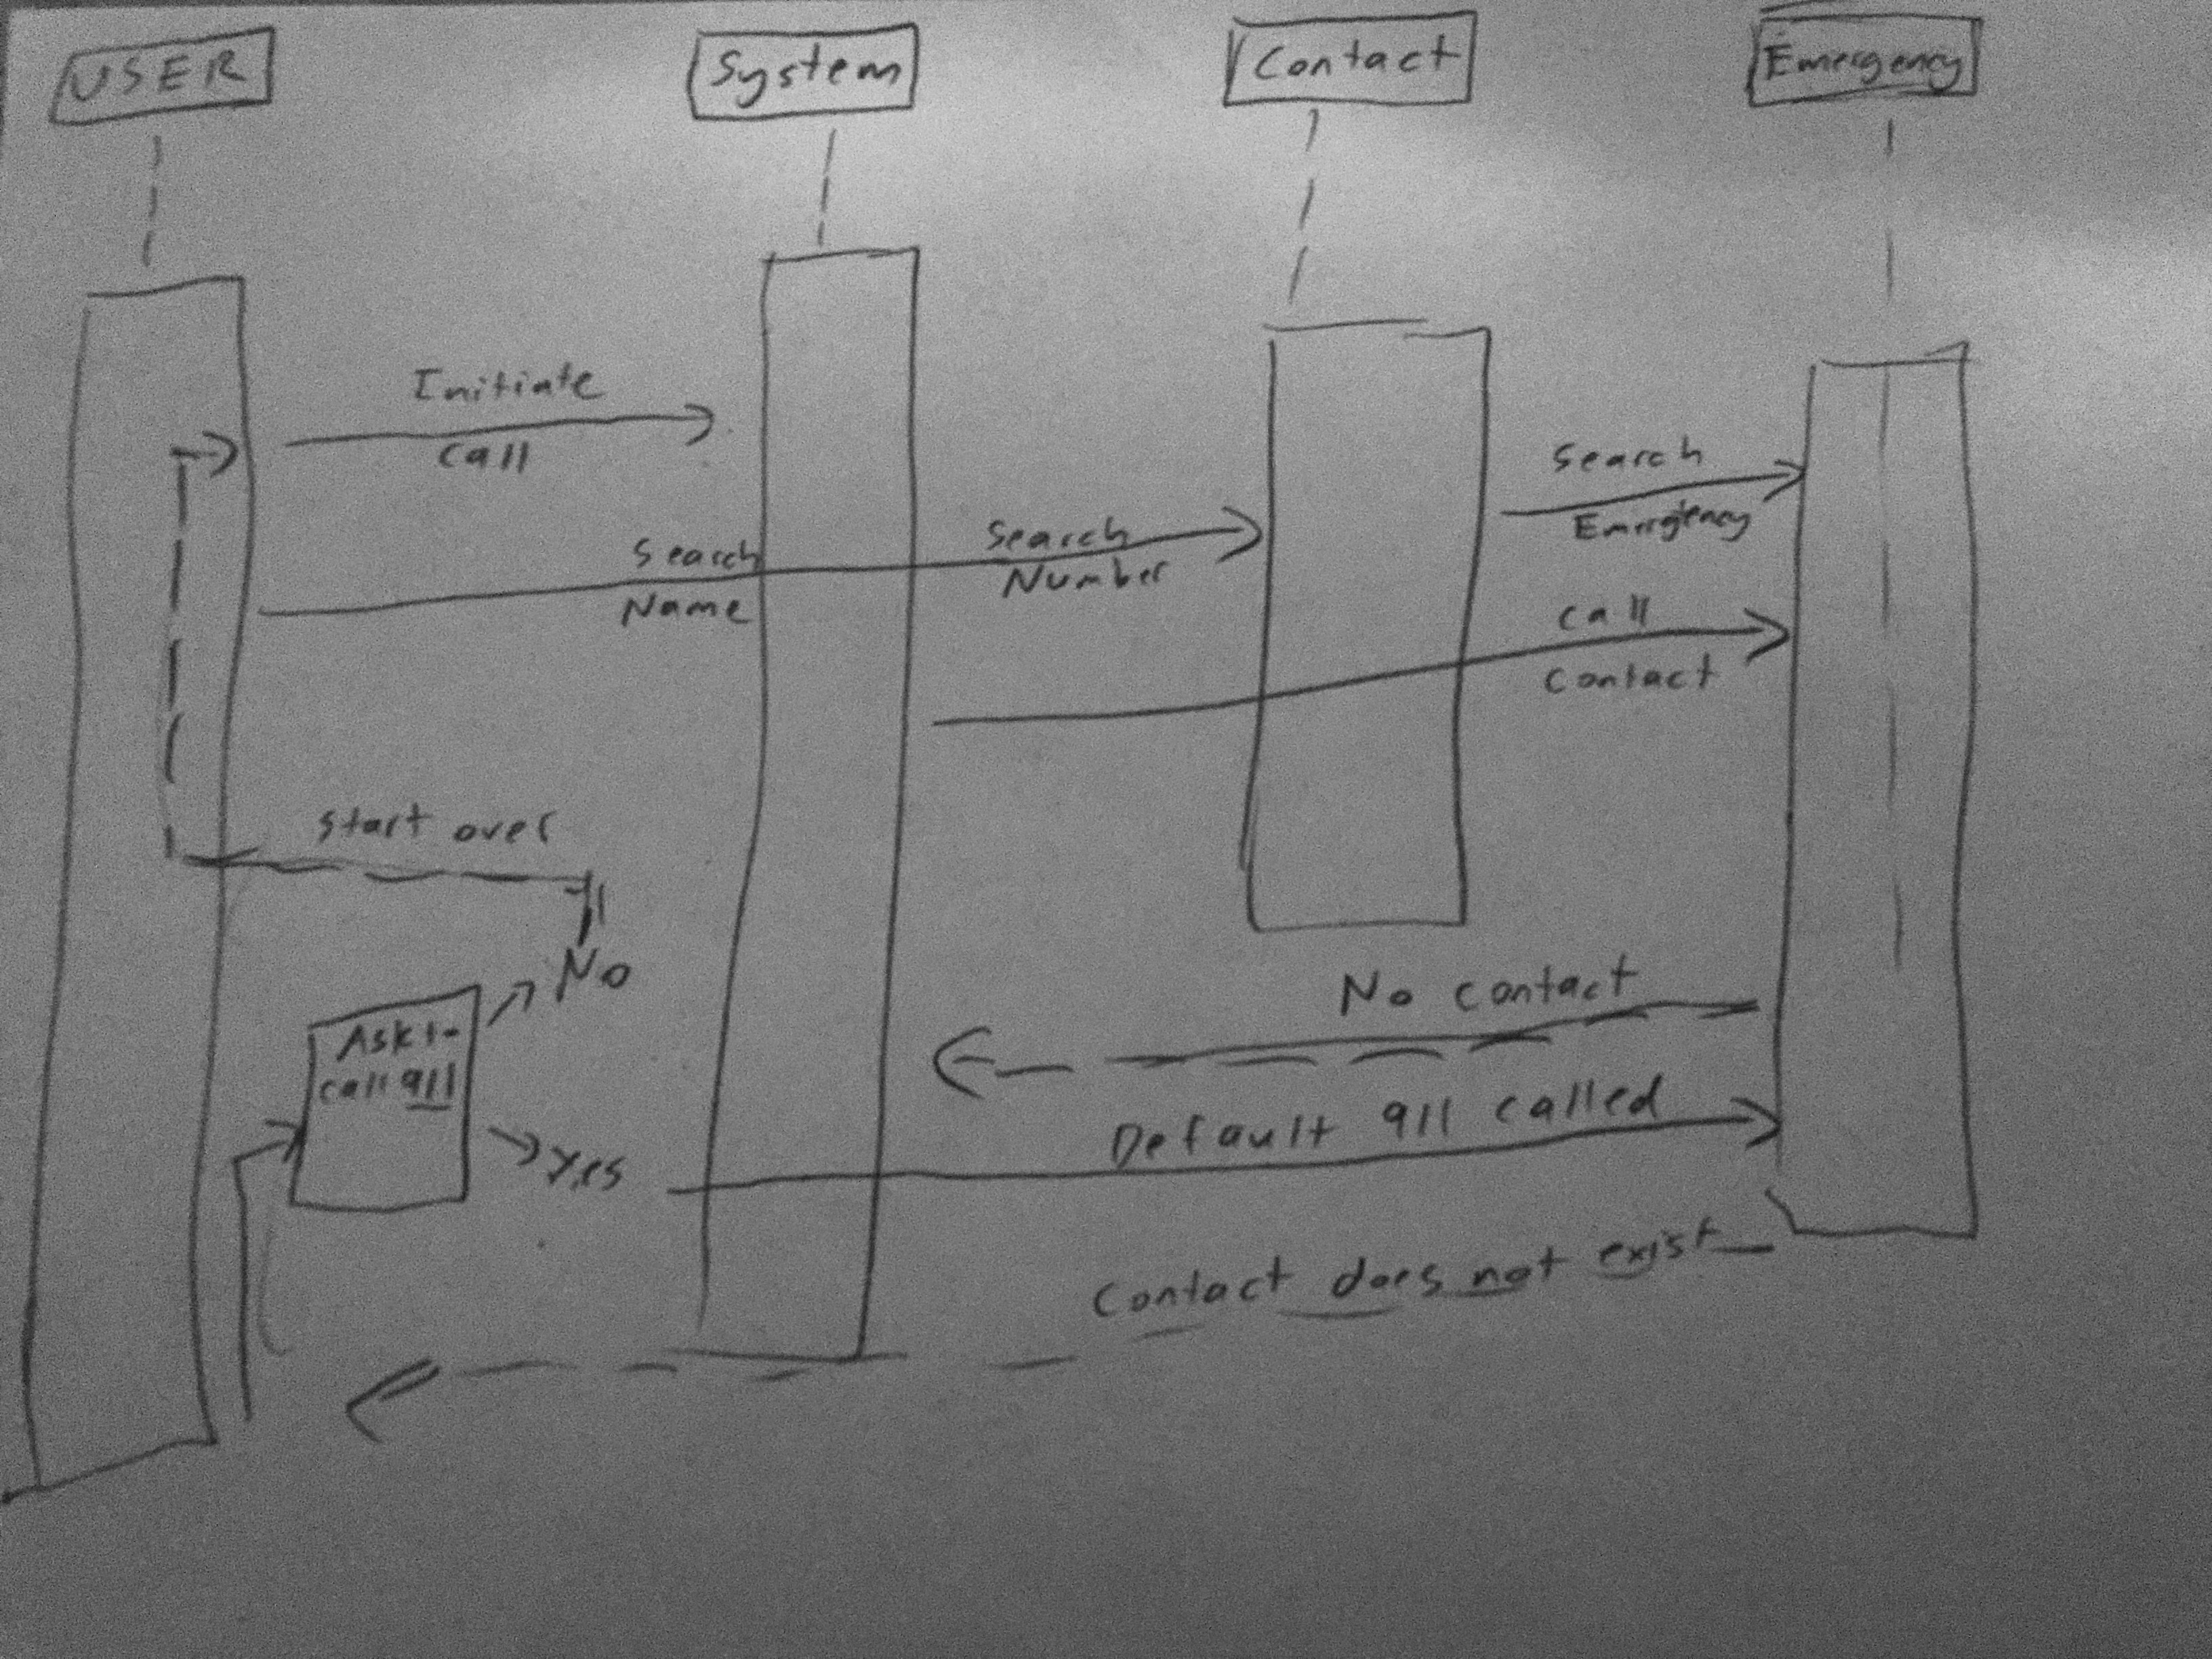 USER
System
Contact
Emergency
Initiate
call
Search
Emergency
Search
Name
Search
Number
call
contact
start over
No
No contact
Ask to
call 911
Default 911 called
Yes
Contact does not exist